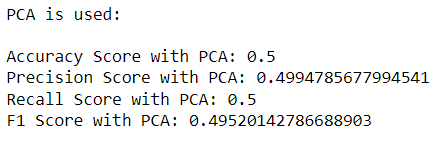 PCA is used:
Accuracy Score with PCA: 0.5
Precision Score with PCA: 0.4994785677994541
Recall Score with PCA: 0.5
F1 Score with PCA: 0.49520142786688903